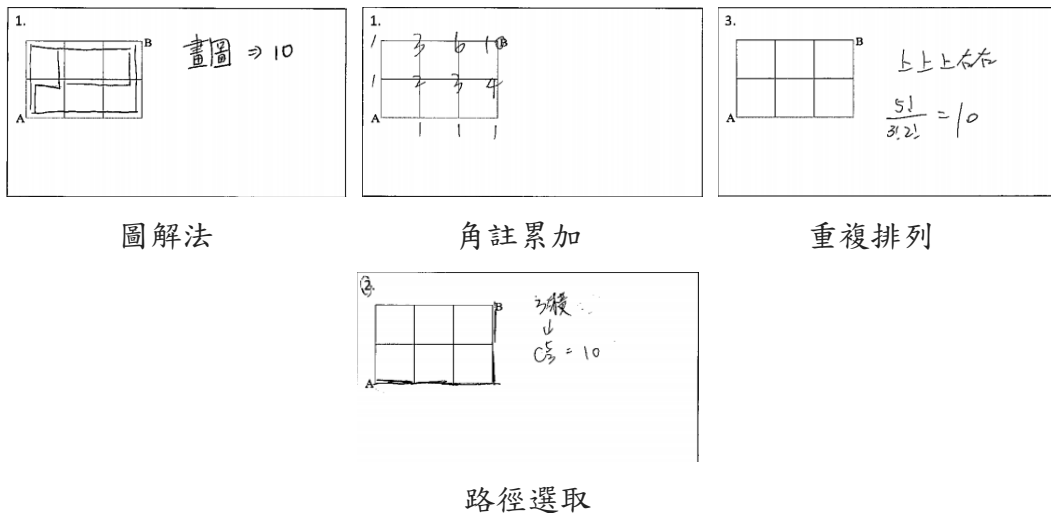 1.
B
A
畫圖 ⇒ 10
1.
1 3 6 10 B
1 2 3 4
A
1 1 1
3.
B
A
上上上右右
5!/3!2! = 10
圖解法
角註累加
重複排列
2.
B
A
3橫
↓
C⁵₃ = 10
路徑選取